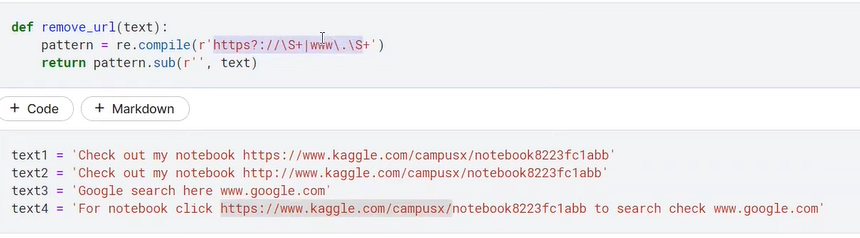 def remove_url(text):
    pattern = re.compile(r'https?://\S+|www\.\S+')
    return pattern.sub(r'', text)
+ Code + Markdown
text1 = 'Check out my notebook https://www.kaggle.com/campusx/notebook8223fc1abb'
text2 = 'Check out my notebook http://www.kaggle.com/campusx/notebook8223fc1abb'
text3 = 'Google search here www.google.com'
text4 = 'For notebook click https://www.kaggle.com/campusx/notebook8223fc1abb to search check www.google.com'